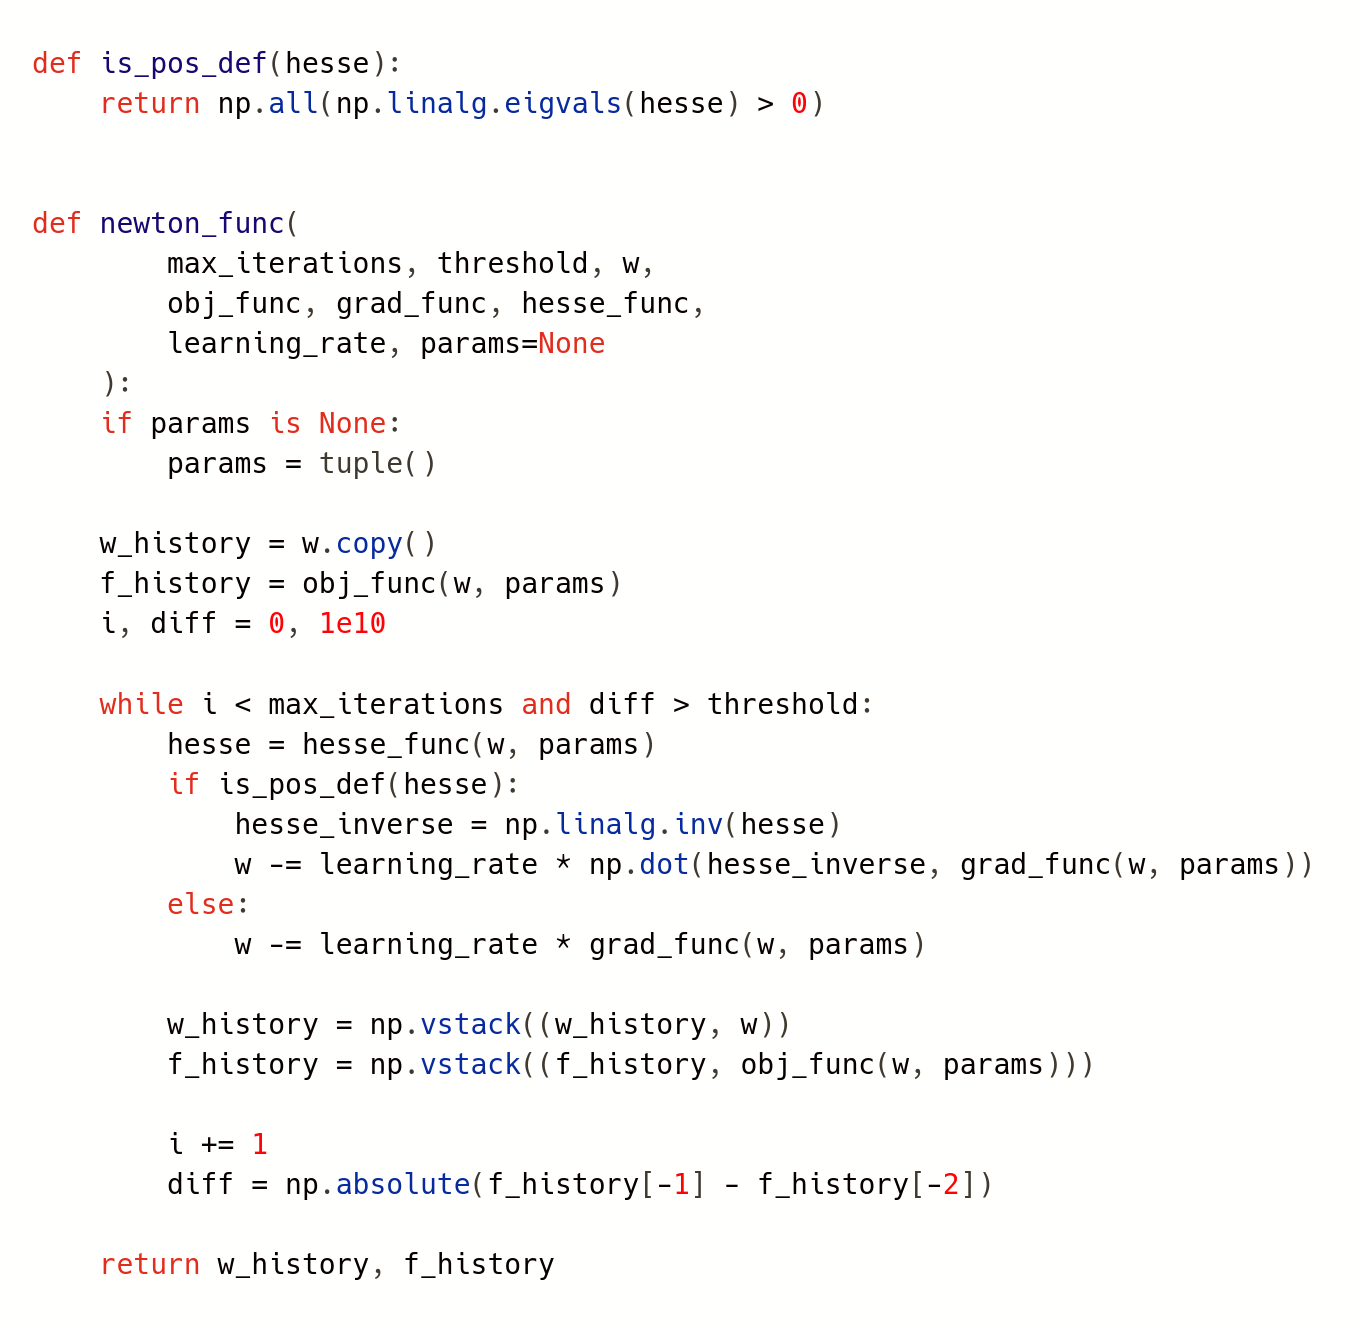 def is_pos_def(hesse):
    return np.all(np.linalg.eigvals(hesse) > 0)


def newton_func(
        max_iterations, threshold, w,
        obj_func, grad_func, hesse_func,
        learning_rate, params=None
    ):
    if params is None:
        params = tuple()

    w_history = w.copy()
    f_history = obj_func(w, params)
    i, diff = 0, 1e10

    while i < max_iterations and diff > threshold:
        hesse = hesse_func(w, params)
        if is_pos_def(hesse):
            hesse_inverse = np.linalg.inv(hesse)
            w -= learning_rate * np.dot(hesse_inverse, grad_func(w, params))
        else:
            w -= learning_rate * grad_func(w, params)

        w_history = np.vstack((w_history, w))
        f_history = np.vstack((f_history, obj_func(w, params)))

        i += 1
        diff = np.absolute(f_history[-1] - f_history[-2])

    return w_history, f_history